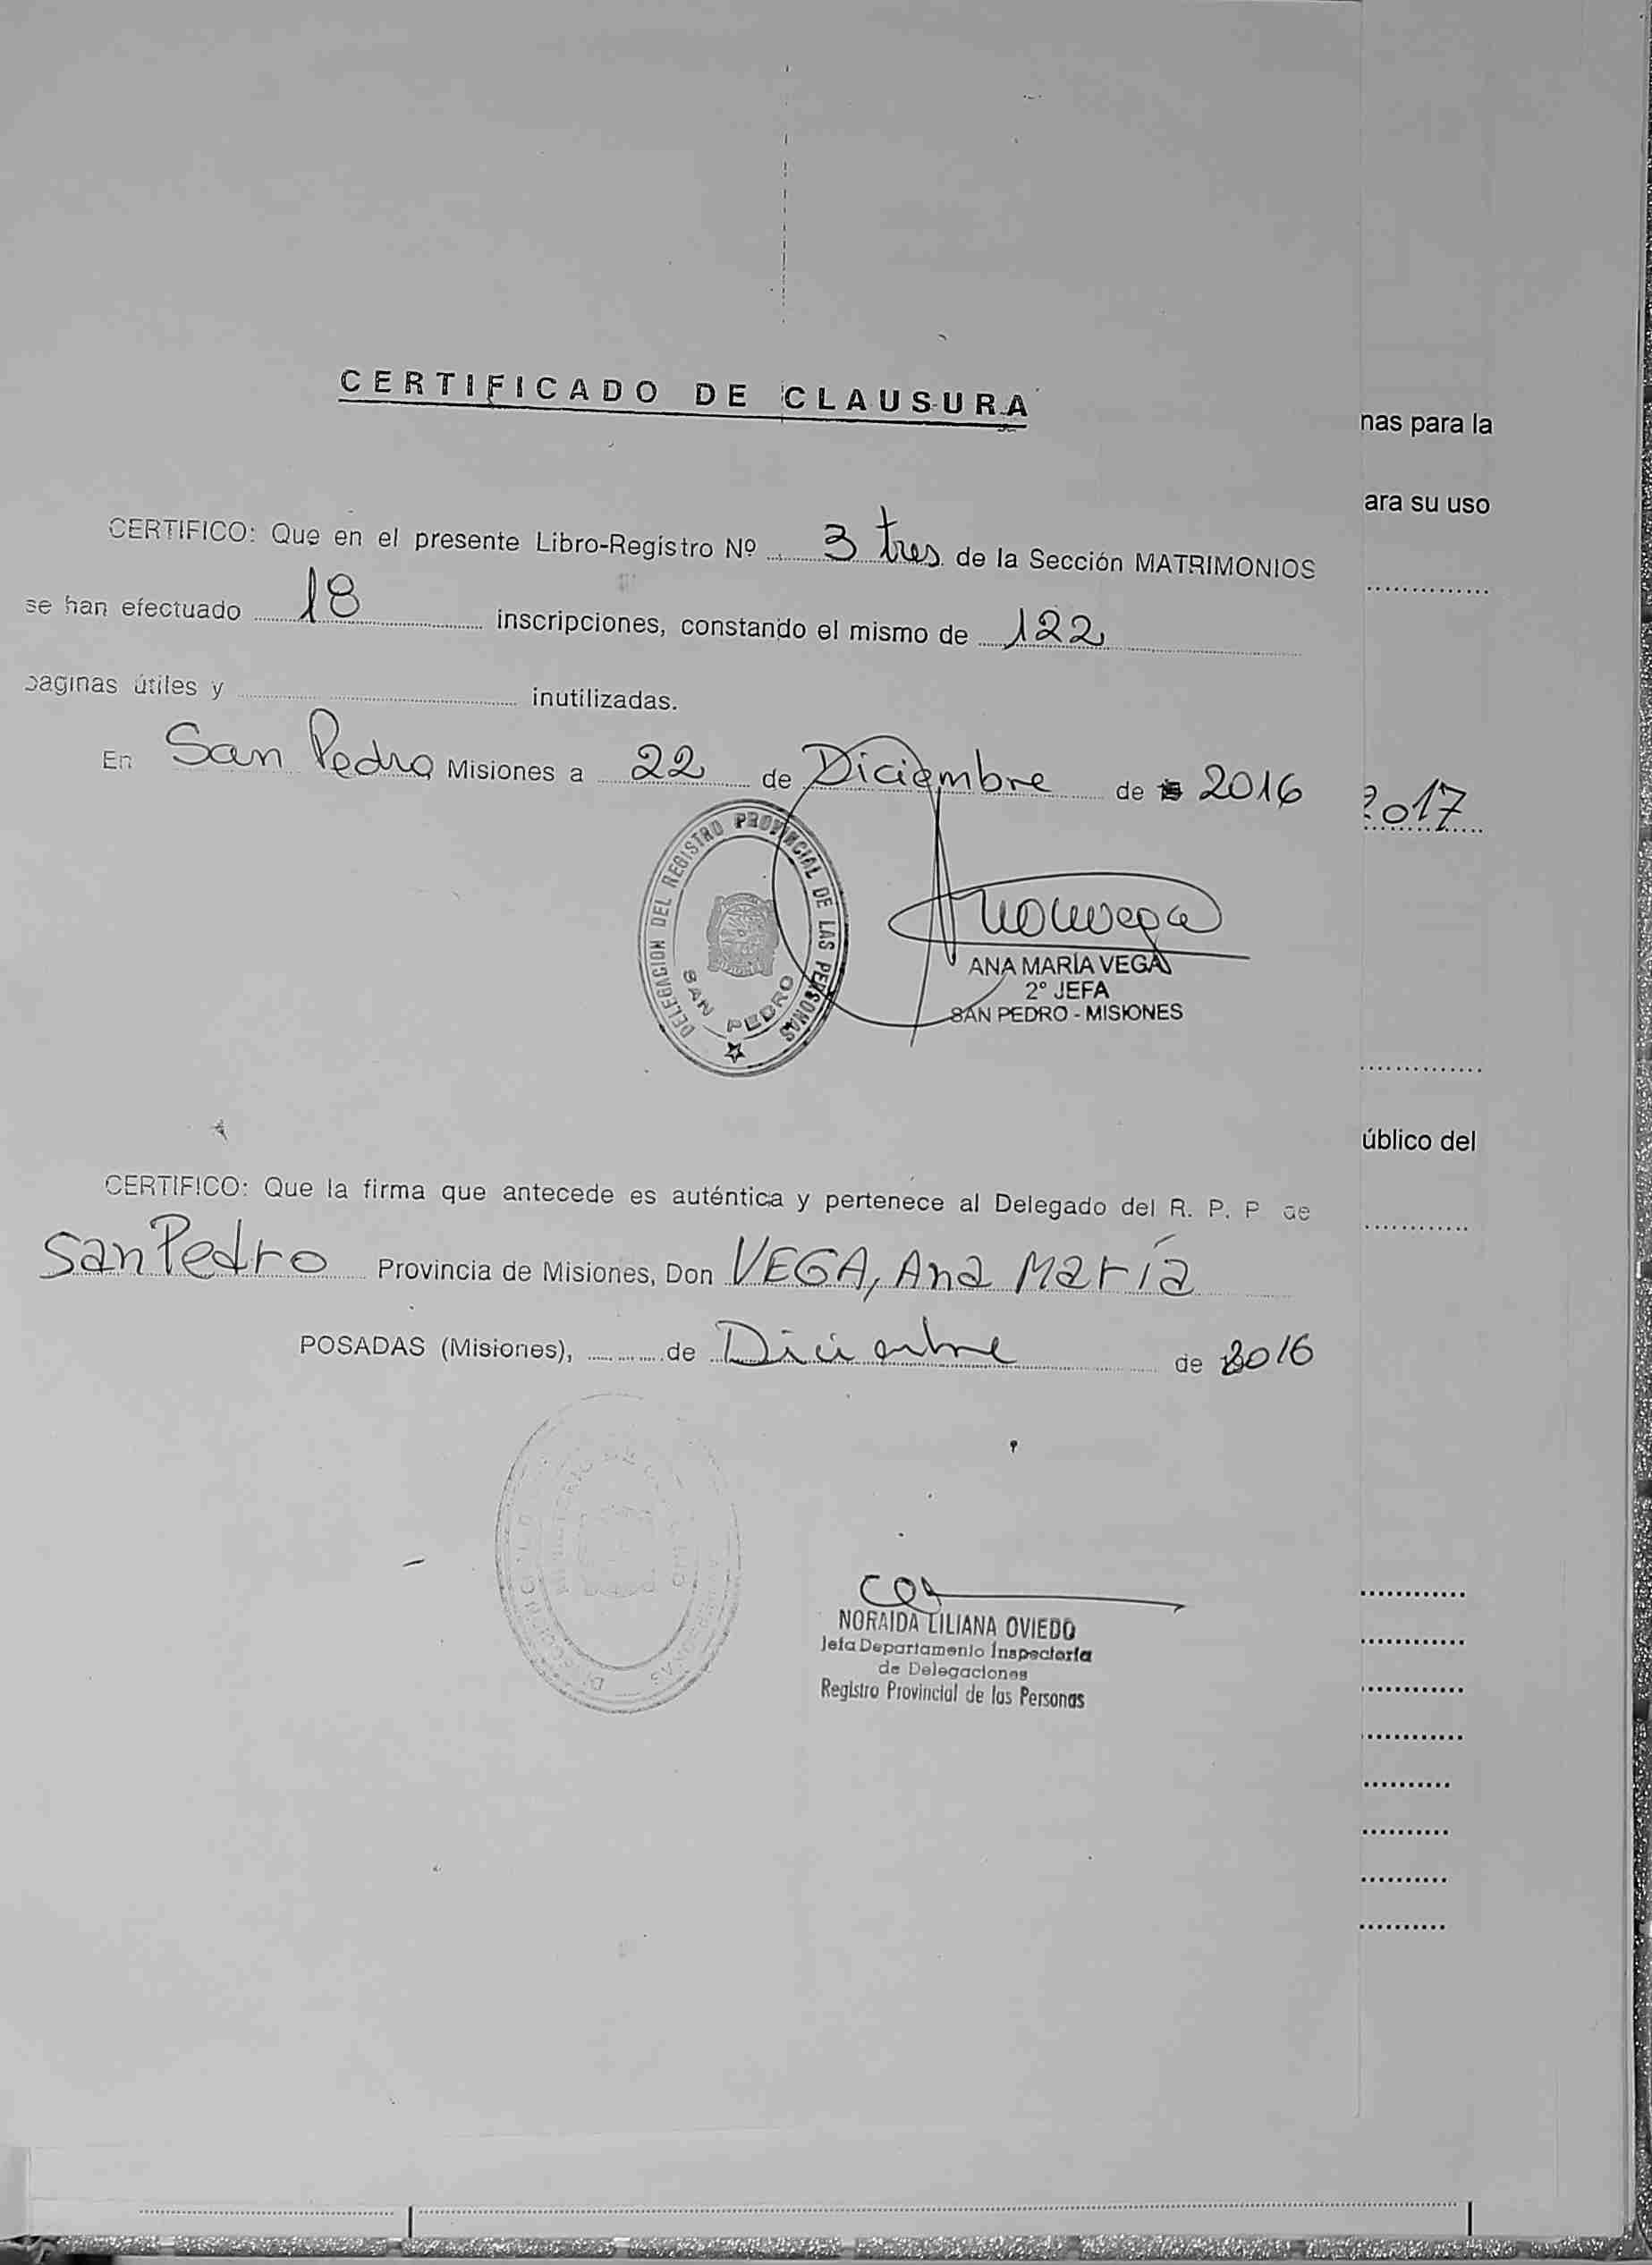 CERTIFICADO DE CLAUSURA
CERTIFICO: Que en el presente Libro-Registro Nº 3 tres de la Sección MATRIMONIOS
se han efectuado 18 inscripciones, constando el mismo de 122
paginas útiles y inutilizadas.
En San Pedro Misiones a 22 de Diciembre de 2016
DELEGACION DEL REGISTRO PROVINCIAL DE LAS PERSONAS
SAN PEDRO
ANA MARÍA VEGA
2º JEFA
SAN PEDRO - MISIONES
CERTIFICO: Que la firma que antecede es auténtica y pertenece al Delegado del R. P. P de
San Pedro Provincia de Misiones, Don VEGA, Ana María
POSADAS (Misiones), de Diciembre de 2016
NORAIDA LILIANA OVIEDO
Jefa Departamento Inspectoría
de Delegaciones
Registro Provincial de las Personas
nas para la
ara su uso
2017
úblico del